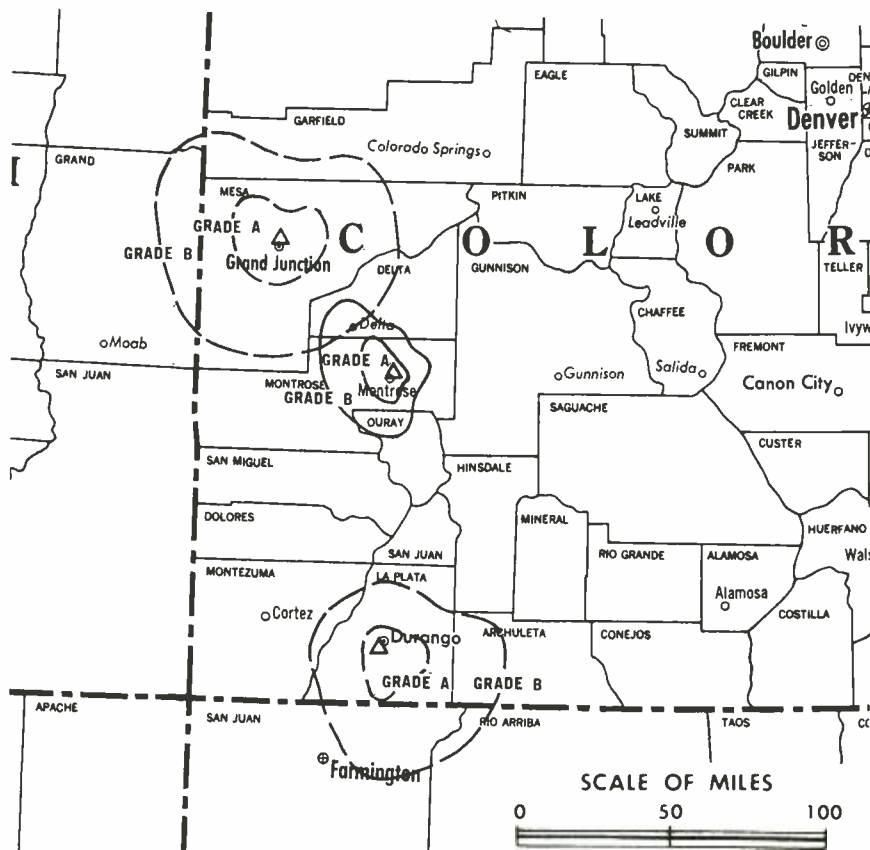 Boulder
EAGLE
GILPIN
DEN
Golden
CLEAR
CREEK
Denver
GARFIELD
SUMMIT
Colorado Springs
JEFFER-
SON
GRAND
PARK
MESA
PITKIN
LAKE
Leadville
GRADE A
C O L O R
GRADE B
Grand Junction
DELTA
GUNNISON
TELLER
CHAFFEE
Delta
Ivyw
Moab
FREMONT
GRADE A
SAN JUAN
MONTROSE
Gunnison
Salida
Canon City
GRADE B
Montrose
SAGUACHE
OURAY
CUSTER
SAN MIGUEL
HINSDALE
DOLORES
MINERAL
HUERFANO
SAN JUAN
RIO GRANDE
ALAMOSA
Wals
MONTEZUMA
LA PLATA
Alamosa
Cortez
COSTILLA
Durango
ARCHULETA
CONEJOS
GRADE A
GRADE B
APACHE
SAN JUAN
RIO ARRIBA
TAOS
CO
Farmington
SCALE OF MILES
0 50 100